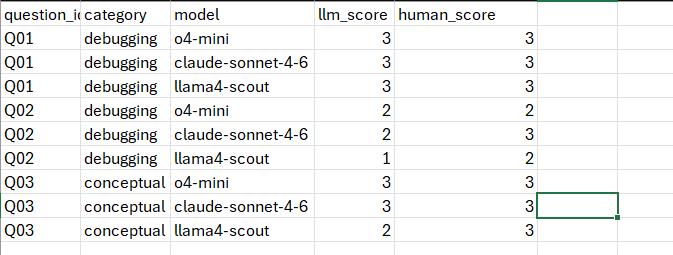 question_i category model llm_score human_score
Q01 debugging o4-mini 3 3
Q01 debugging claude-sonnet-4-6 3 3
Q01 debugging llama4-scout 3 3
Q02 debugging o4-mini 2 2
Q02 debugging claude-sonnet-4-6 2 3
Q02 debugging llama4-scout 1 2
Q03 conceptual o4-mini 3 3
Q03 conceptual claude-sonnet-4-6 3 3
Q03 conceptual llama4-scout 2 3